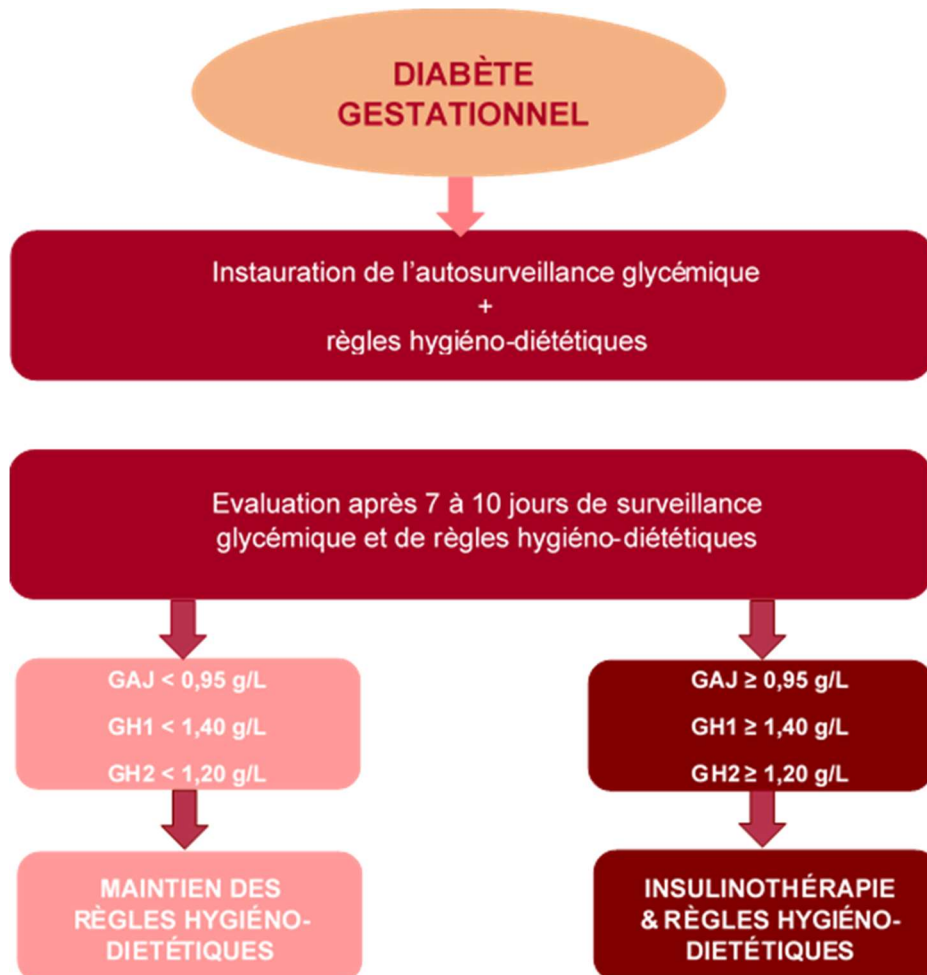 DIABÈTE
GESTATIONNEL
Instauration de l'autosurveillance glycémique
+
règles hygiéno-diététiques
Evaluation après 7 à 10 jours de surveillance
glycémique et de règles hygiéno-diététiques
GAJ < 0,95 g/L
GH1 < 1,40 g/L
GH2 < 1,20 g/L
GAJ ≥ 0,95 g/L
GH1 ≥ 1,40 g/L
GH2 ≥ 1,20 g/L
MAINTIEN DES
RÈGLES HYGIÉNO-
DIETÉTIQUES
INSULINOTHÉRAPIE
& RÈGLES HYGIÉNO-
DIETÉTIQUES